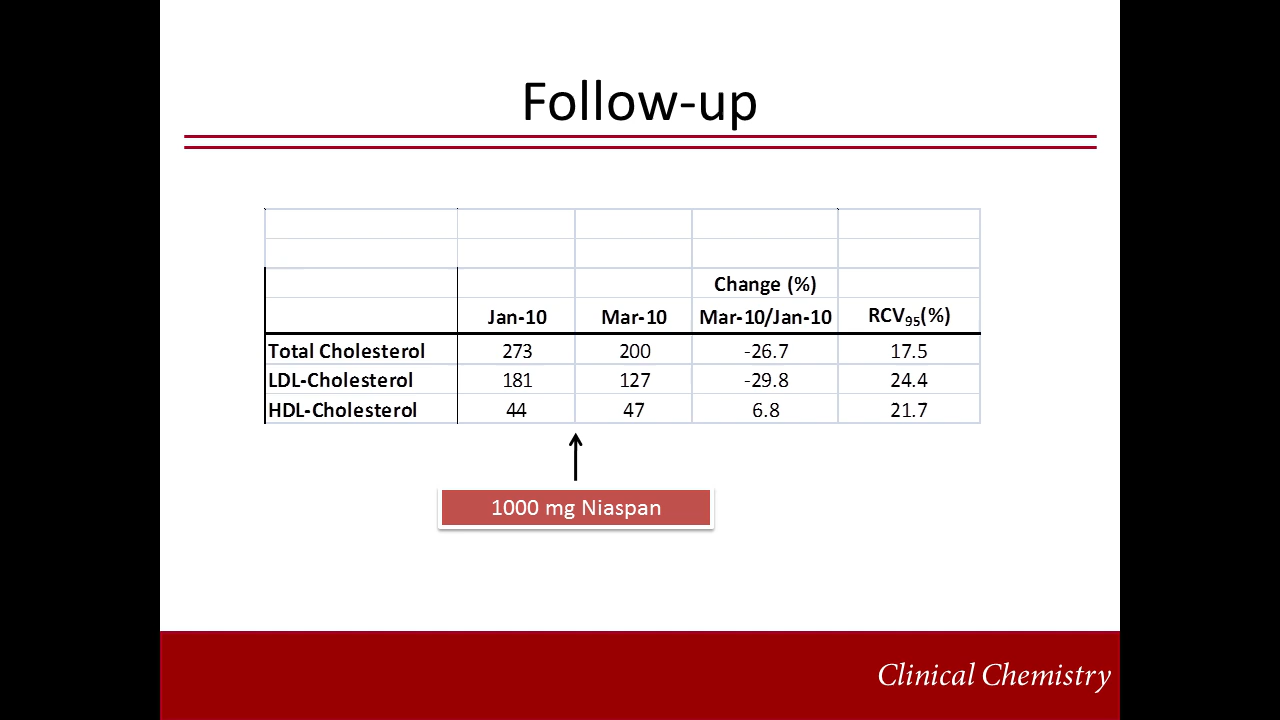 Follow-up
Change (%)
Jan-10 Mar-10 Mar-10/Jan-10 RCV95(%)
Total Cholesterol 273 200 -26.7 17.5
LDL-Cholesterol 181 127 -29.8 24.4
HDL-Cholesterol 44 47 6.8 21.7
1000 mg Niaspan
Clinical Chemistry